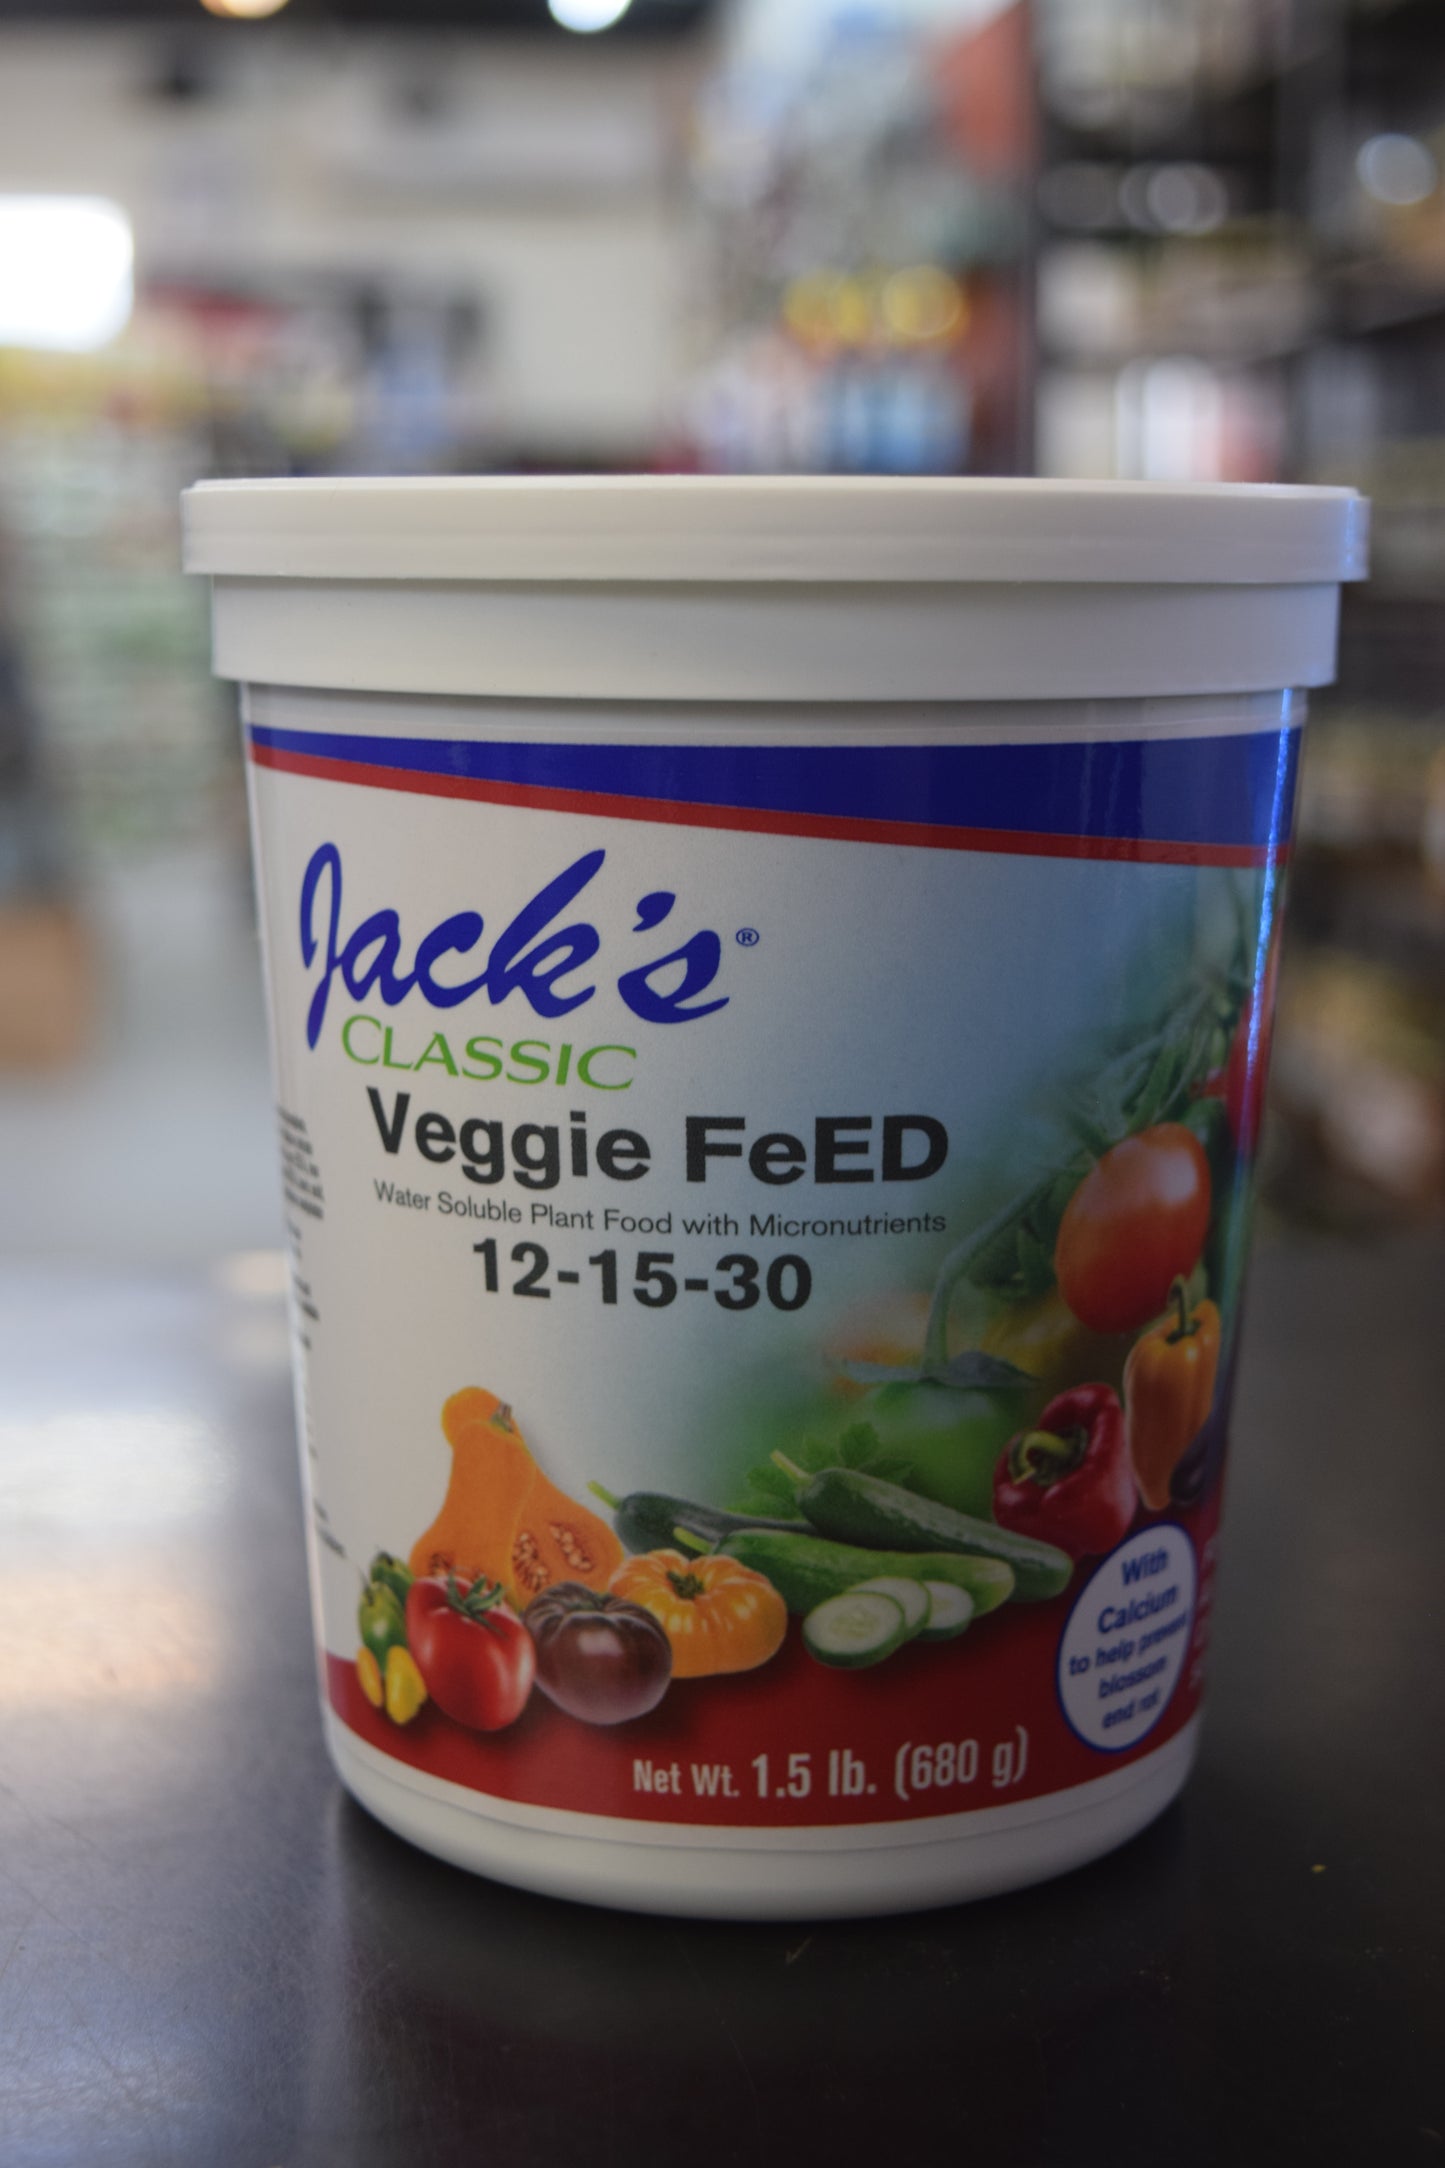 Jack's®
CLASSIC
Veggie FeED
Water Soluble Plant Food with Micronutrients
12-15-30
With
Calcium
to help prevent
blossom
end rot
Net Wt. 1.5 lb. (680 g)